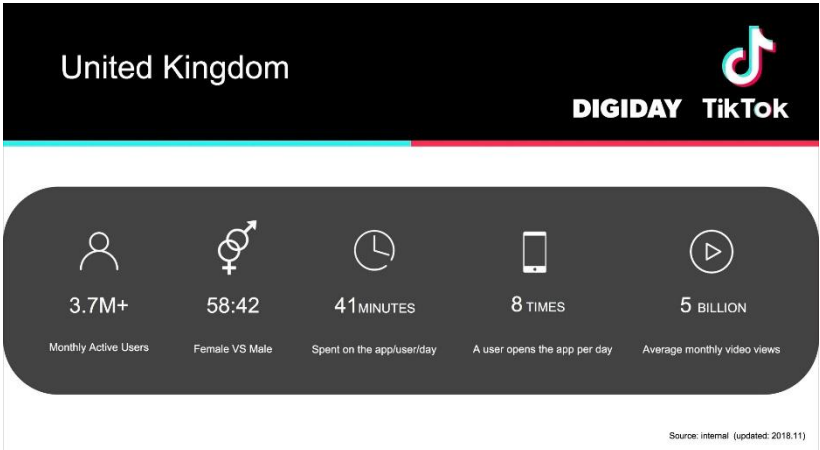 United Kingdom
DIGIDAY TikTok
3.7M+
58:42
41 MINUTES
8 TIMES
5 BILLION
Monthly Active Users
Female VS Male
Spent on the app/user/day
A user opens the app per day
Average monthly video views
Source: internal (updated: 2018.11)